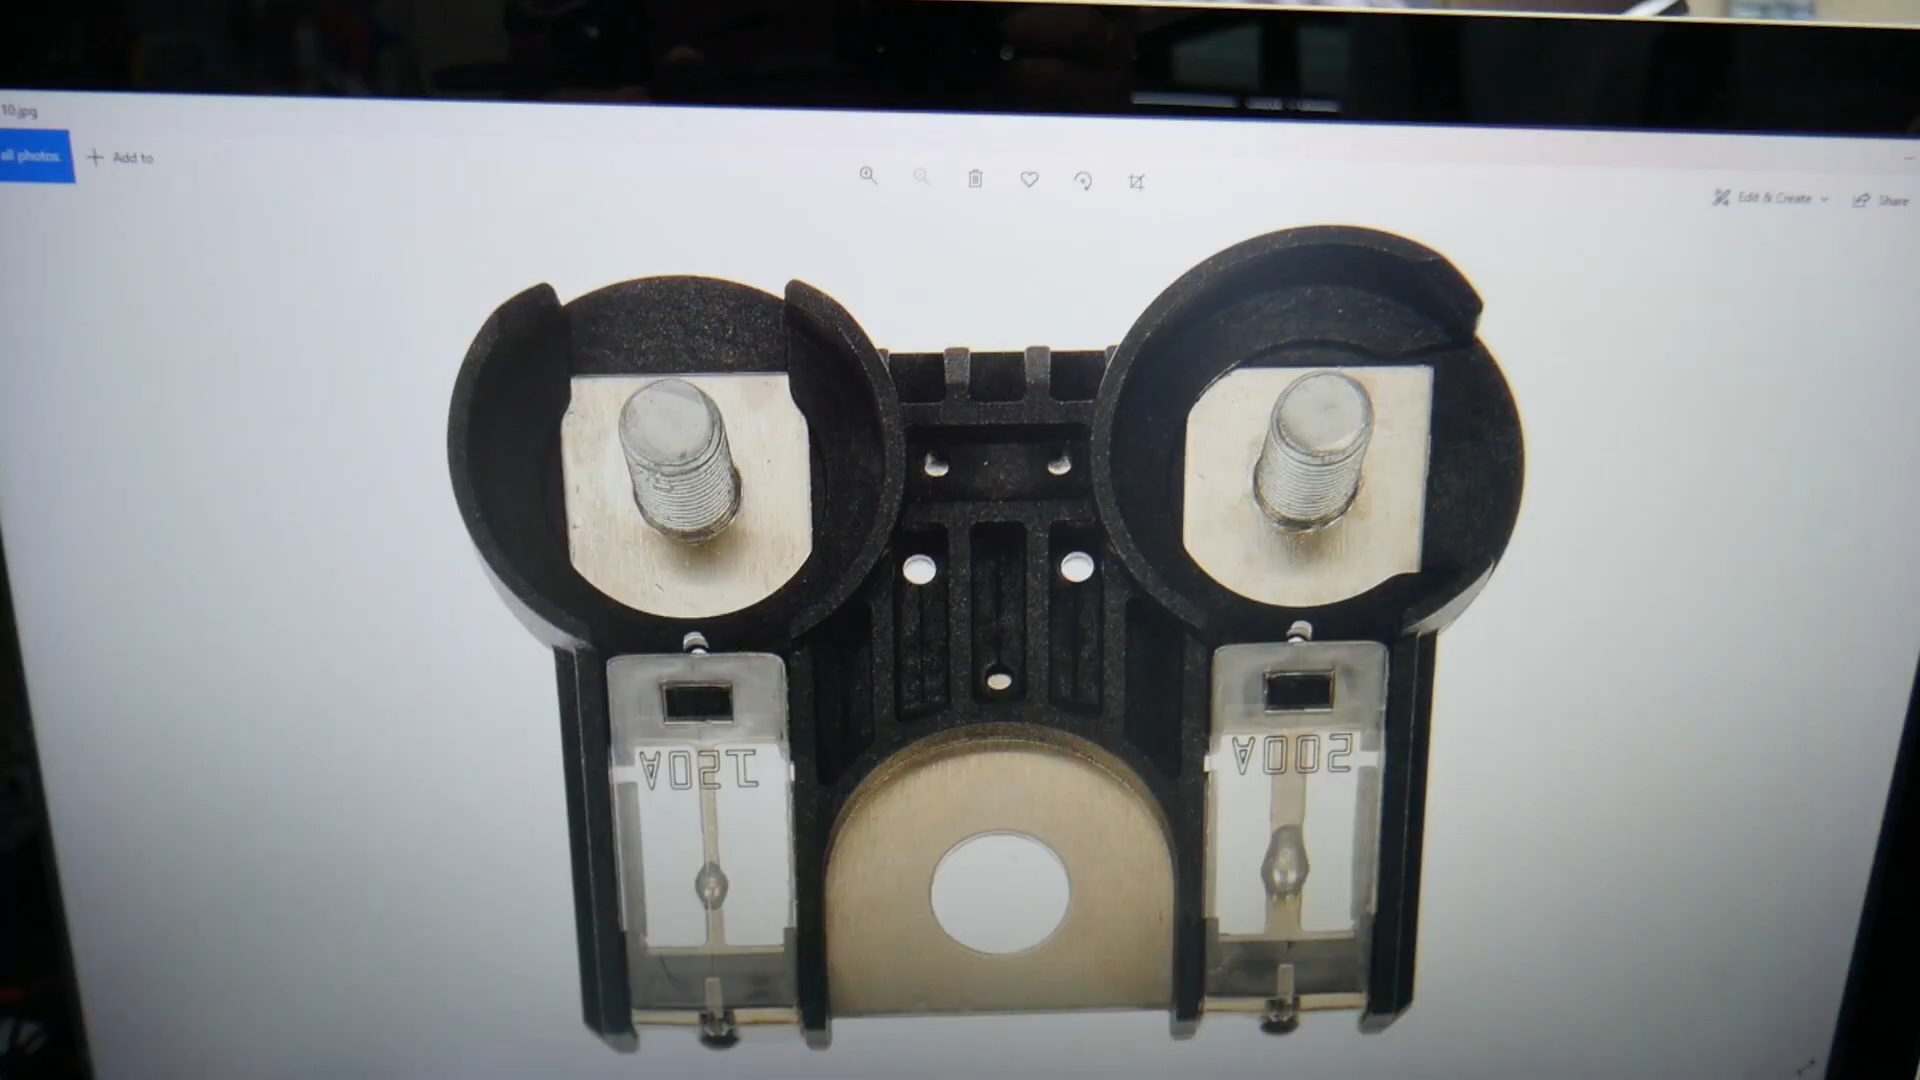 10.jpg
all photos
Add to
Edit & Create
Share
120A
200A